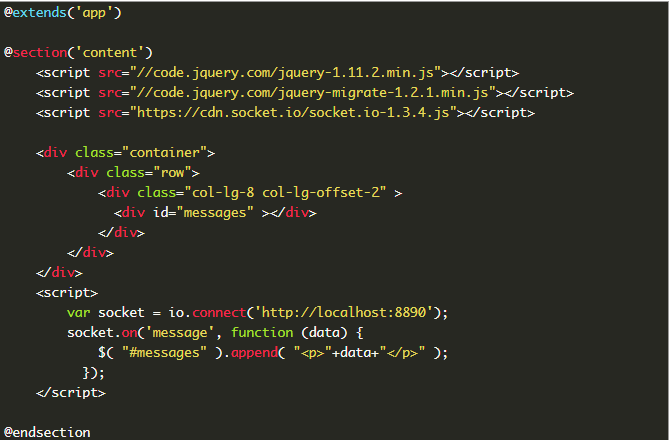 @extends('app')
@section('content')
<script src="//code.jquery.com/jquery-1.11.2.min.js"></script>
<script src="//code.jquery.com/jquery-migrate-1.2.1.min.js"></script>
<script src="https://cdn.socket.io/socket.io-1.3.4.js"></script>
<div class="container">
<div class="row">
<div class="col-lg-8 col-lg-offset-2" >
<div id="messages" ></div>
</div>
</div>
</div>
<script>
var socket = io.connect('http://localhost:8890');
socket.on('message', function (data) {
$( "#messages" ).append( "<p>"+data+"</p>" );
});
</script>
@endsection